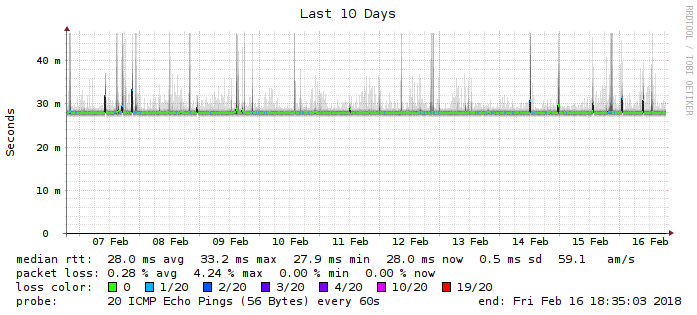 Last 10 Days
RRDTOOL / TOBI OETIKER
Seconds
40 m
30 m
20 m
10 m
0
07 Feb 08 Feb 09 Feb 10 Feb 11 Feb 12 Feb 13 Feb 14 Feb 15 Feb 16 Feb
median rtt: 28.0 ms avg 33.2 ms max 27.9 ms min 28.0 ms now 0.5 ms sd 59.1 am/s
packet loss: 0.28 % avg 4.24 % max 0.00 % min 0.00 % now
loss color: 0 1/20 2/20 3/20 4/20 10/20 19/20
probe: 20 ICMP Echo Pings (56 Bytes) every 60s end: Fri Feb 16 18:35:03 2018